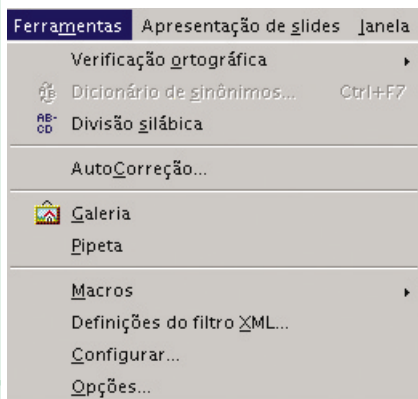 Ferramentas Apresentação de slides Janela
Verificação ortográfica
Dicionário de sinônimos... Ctrl+F7
AB-
CD Divisão silábica
AutoCorreção...
Galeria
Pipeta
Macros
Definições do filtro XML...
Configurar...
Opções...